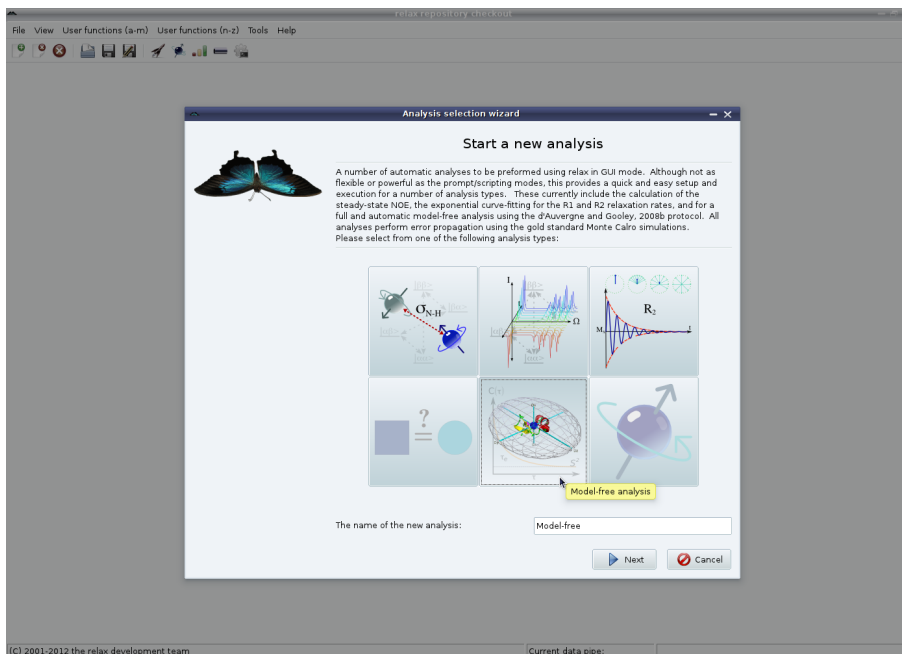 relax repository checkout
File View User functions (a-m) User functions (n-z) Tools Help
Analysis selection wizard
Start a new analysis
A number of automatic analyses to be preformed using relax in GUI mode. Although not as
flexible or powerful as the prompt/scripting modes, this provides a quick and easy setup and
execution for a number of analysis types. These currently include the calculation of the
steady-state NOE, the exponential curve-fitting for the R1 and R2 relaxation rates, and for a
full and automatic model-free analysis using the d'Auvergne and Gooley, 2008b protocol. All
analyses perform error propagation using the gold standard Monte Calro simulations.
Please select from one of the following analysis types:
σN-H
I
Ω
R2
?
=
C(τ)
Model-free analysis
The name of the new analysis:
Model-free
Next Cancel
(C) 2001-2012 the relax development team
Current data pipe: